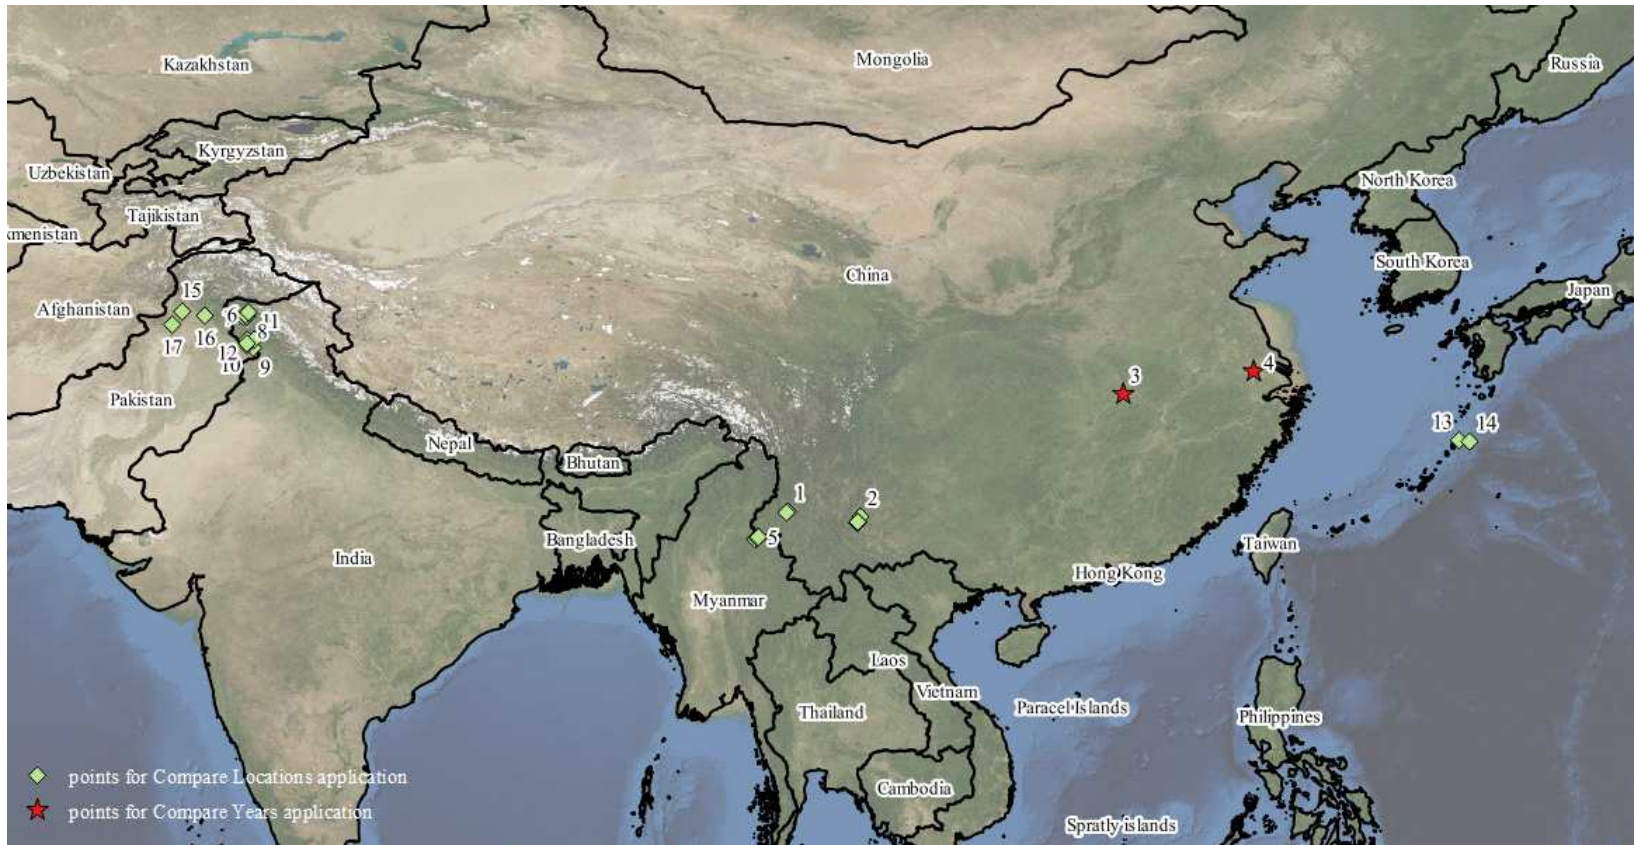 Kazakhstan
Mongolia
Russia
Kyrgyzstan
Uzbekistan
North Korea
Tajikistan
kmenistan
South Korea
China
Japan
Afghanistan
15
6
11
16
8
17
12
10
9
4
3
Pakistan
13
14
Nepal
Bhutan
1
2
Bangladesh
5
Taiwan
India
Hong Kong
Myanmar
Laos
Vietnam
Paracel Islands
Thailand
Philippines
points for Compare Locations application
Cambodia
points for Compare Years application
Spratly islands